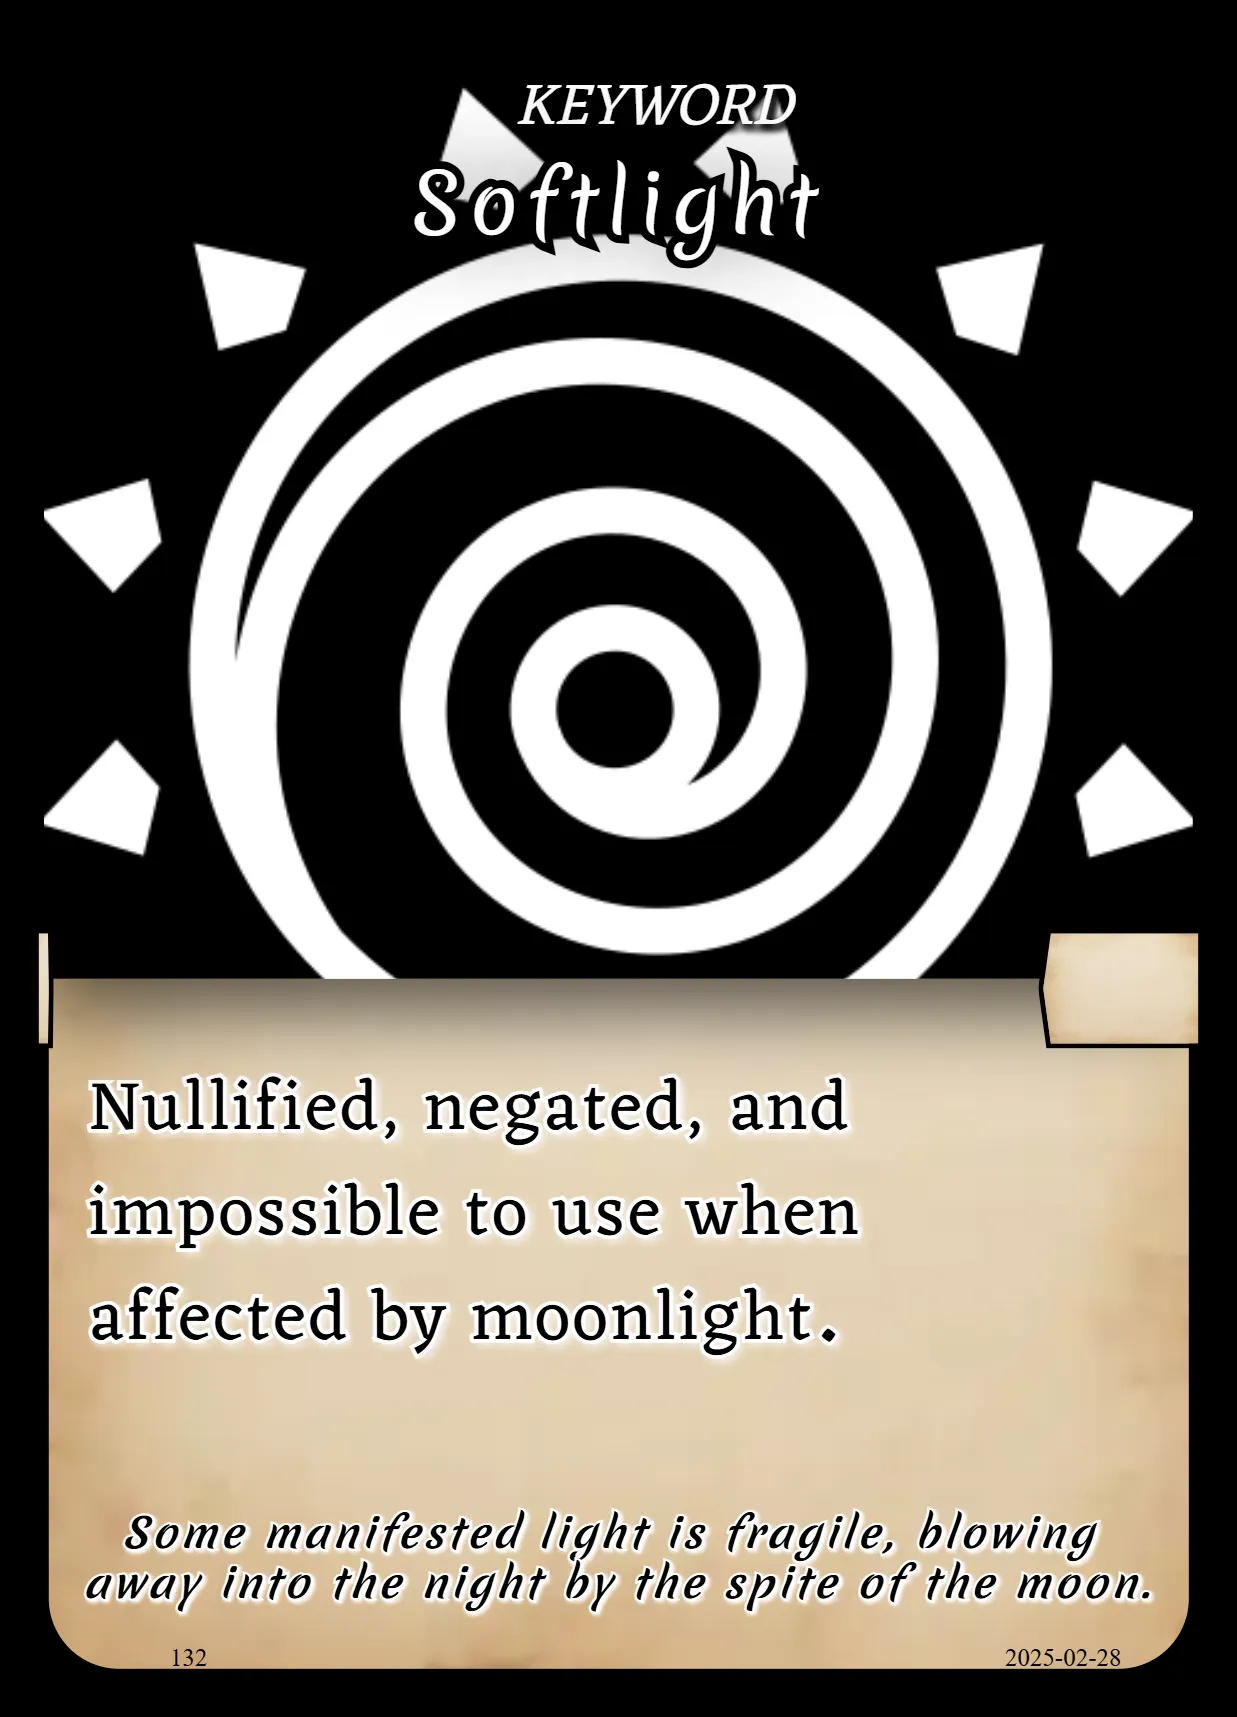 KEYWORD
Softlight
Nullified, negated, and
impossible to use when
affected by moonlight.
Some manifested light is fragile, blowing
away into the night by the spite of the moon.
132
2025-02-28